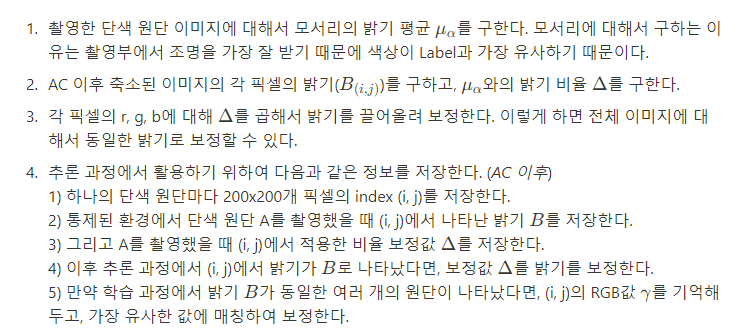 1. 촬영한 단색 원단 이미지에 대해서 모서리의 밝기 평균 μα를 구한다. 모서리에 대해서 구하는 이
유는 촬영부에서 조명을 가장 잘 받기 때문에 색상이 Label과 가장 유사하기 때문이다.
2. AC 이후 축소된 이미지의 각 픽셀의 밝기(B(i,j))를 구하고, μα와의 밝기 비율 Δ를 구한다.
3. 각 픽셀의 r, g, b에 대해 Δ를 곱해서 밝기를 끌어올려 보정한다. 이렇게 하면 전체 이미지에 대
해서 동일한 밝기로 보정할 수 있다.
4. 추론 과정에서 활용하기 위하여 다음과 같은 정보를 저장한다. (AC 이후)
1) 하나의 단색 원단마다 200x200개 픽셀의 index (i, j)를 저장한다.
2) 통제된 환경에서 단색 원단 A를 촬영했을 때 (i, j)에서 나타난 밝기 B를 저장한다.
3) 그리고 A를 촬영했을 때 (i, j)에서 적용한 비율 보정값 Δ를 저장한다.
4) 이후 추론 과정에서 (i, j)에서 밝기가 B로 나타났다면, 보정값 Δ를 밝기를 보정한다.
5) 만약 학습 과정에서 밝기 B가 동일한 여러 개의 원단이 나타났다면, (i, j)의 RGB값 γ를 기억해
두고, 가장 유사한 값에 매칭하여 보정한다.